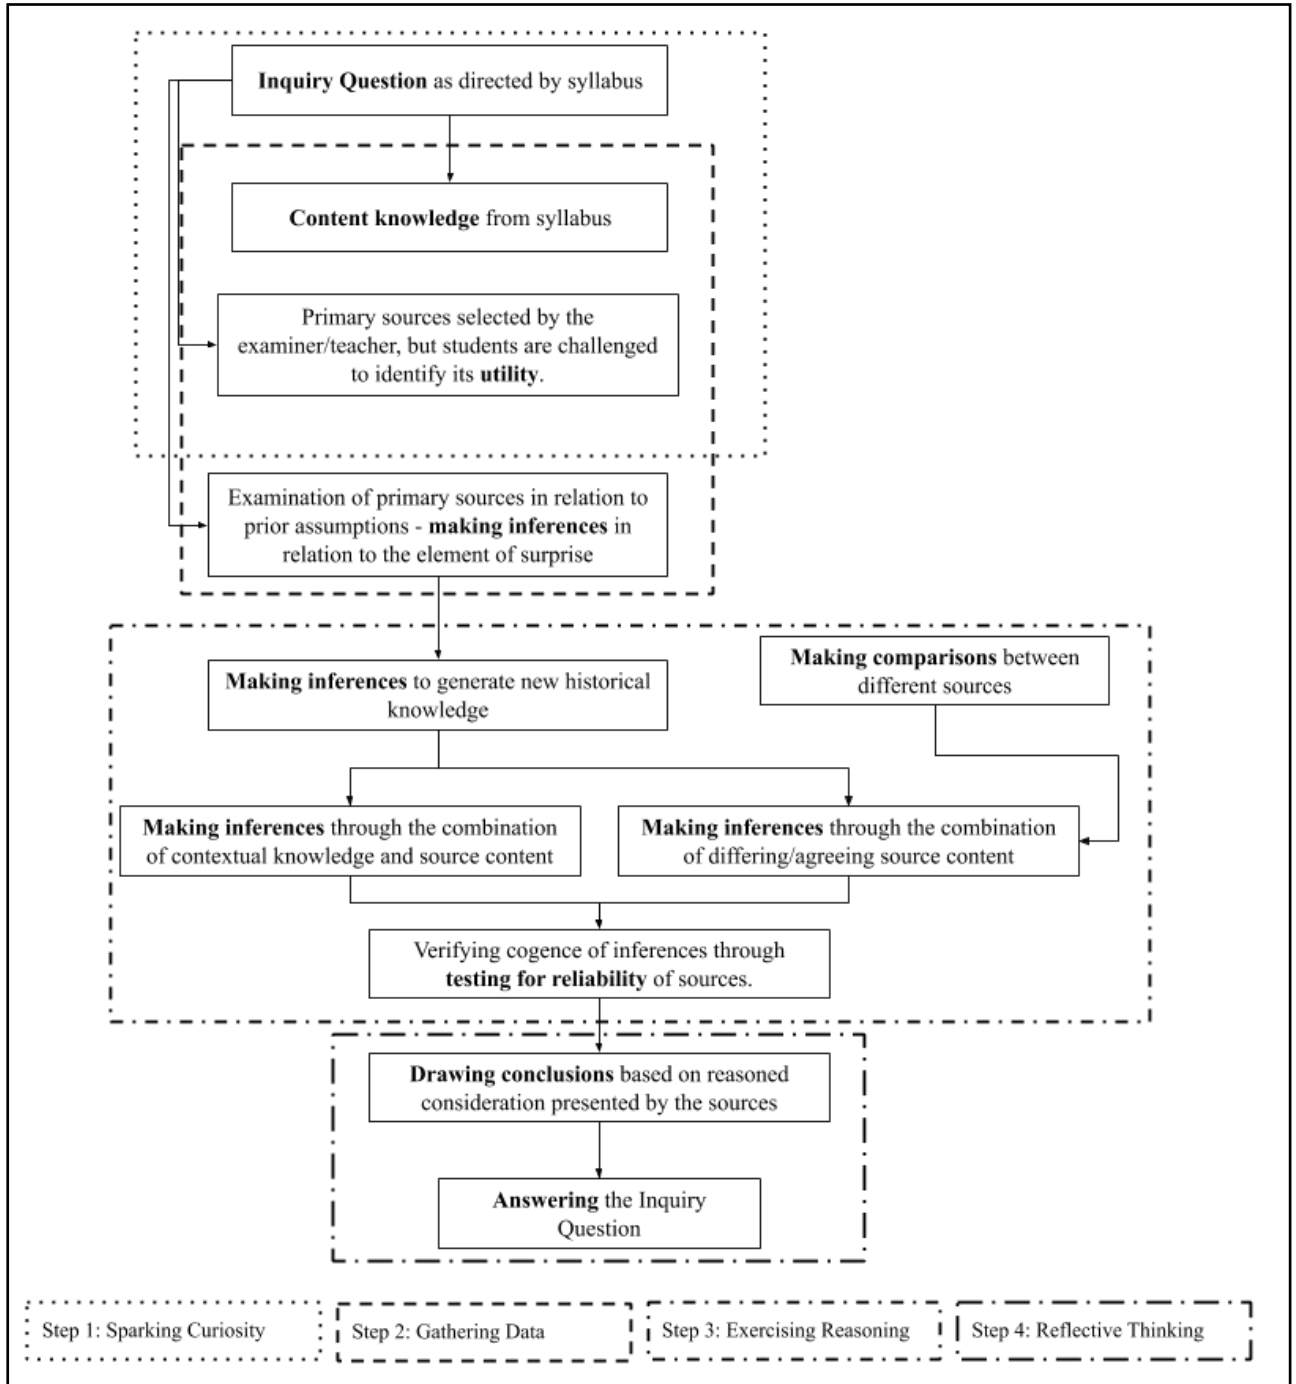 Inquiry Question as directed by syllabus
Content knowledge from syllabus
Primary sources selected by the
examiner/teacher, but students are challenged
to identify its utility.
Examination of primary sources in relation to
prior assumptions - making inferences in
relation to the element of surprise
Making inferences to generate new historical
knowledge
Making comparisons between
different sources
Making inferences through the combination
of contextual knowledge and source content
Making inferences through the combination
of differing/agreeing source content
Verifying cogence of inferences through
testing for reliability of sources.
Drawing conclusions based on reasoned
consideration presented by the sources
Answering the Inquiry
Question
Step 1: Sparking Curiosity
Step 2: Gathering Data
Step 3: Exercising Reasoning
Step 4: Reflective Thinking